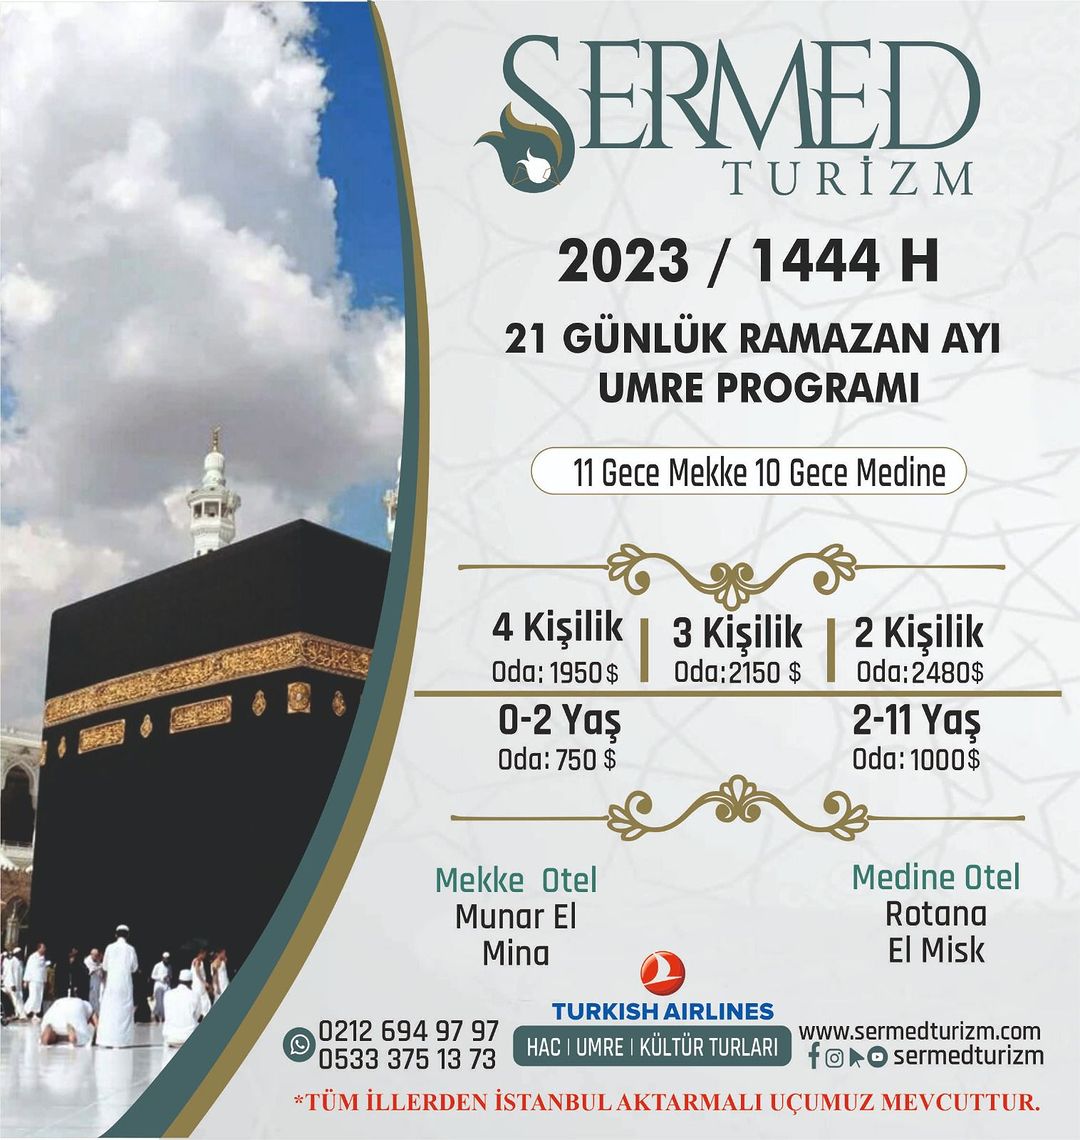 SERMED
TURİZM
2023 / 1444 H
21 GÜNLÜK RAMAZAN AYI
UMRE PROGRAMI
11 Gece Mekke 10 Gece Medine
4 Kişilik
Oda: 1950$
3 Kişilik
Oda:2150 $
2 Kişilik
Oda:2480$
0-2 Yaş
Oda: 750 $
2-11 Yaş
Oda: 1000$
Mekke Otel
Munar El
Mina
Medine Otel
Rotana
El Misk
TURKISH AIRLINES
0212 694 97 97
0533 375 13 73
HAC | UMRE | KÜLTÜR TURLARI
www.sermedturizm.com
sermedturizm
*TÜM İLLERDEN İSTANBUL AKTARMALI UÇUMUZ MEVCUTTUR.